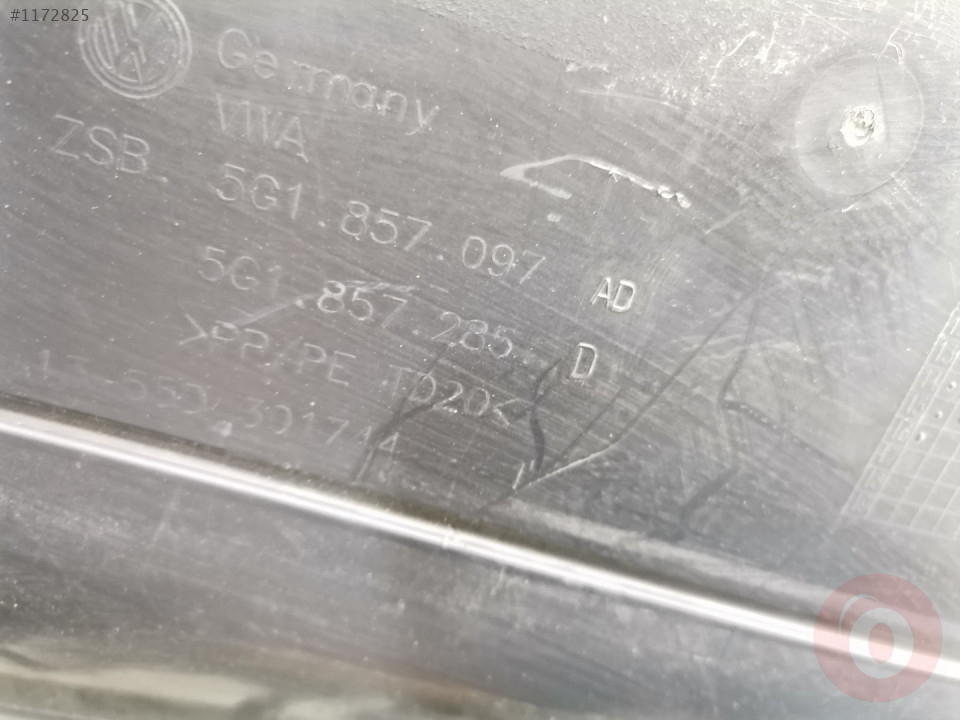 #1172825
Germany
VWA
ZSB. 5G1.857.097 AD
5G1.857.285. D
>PP/PE TD20<